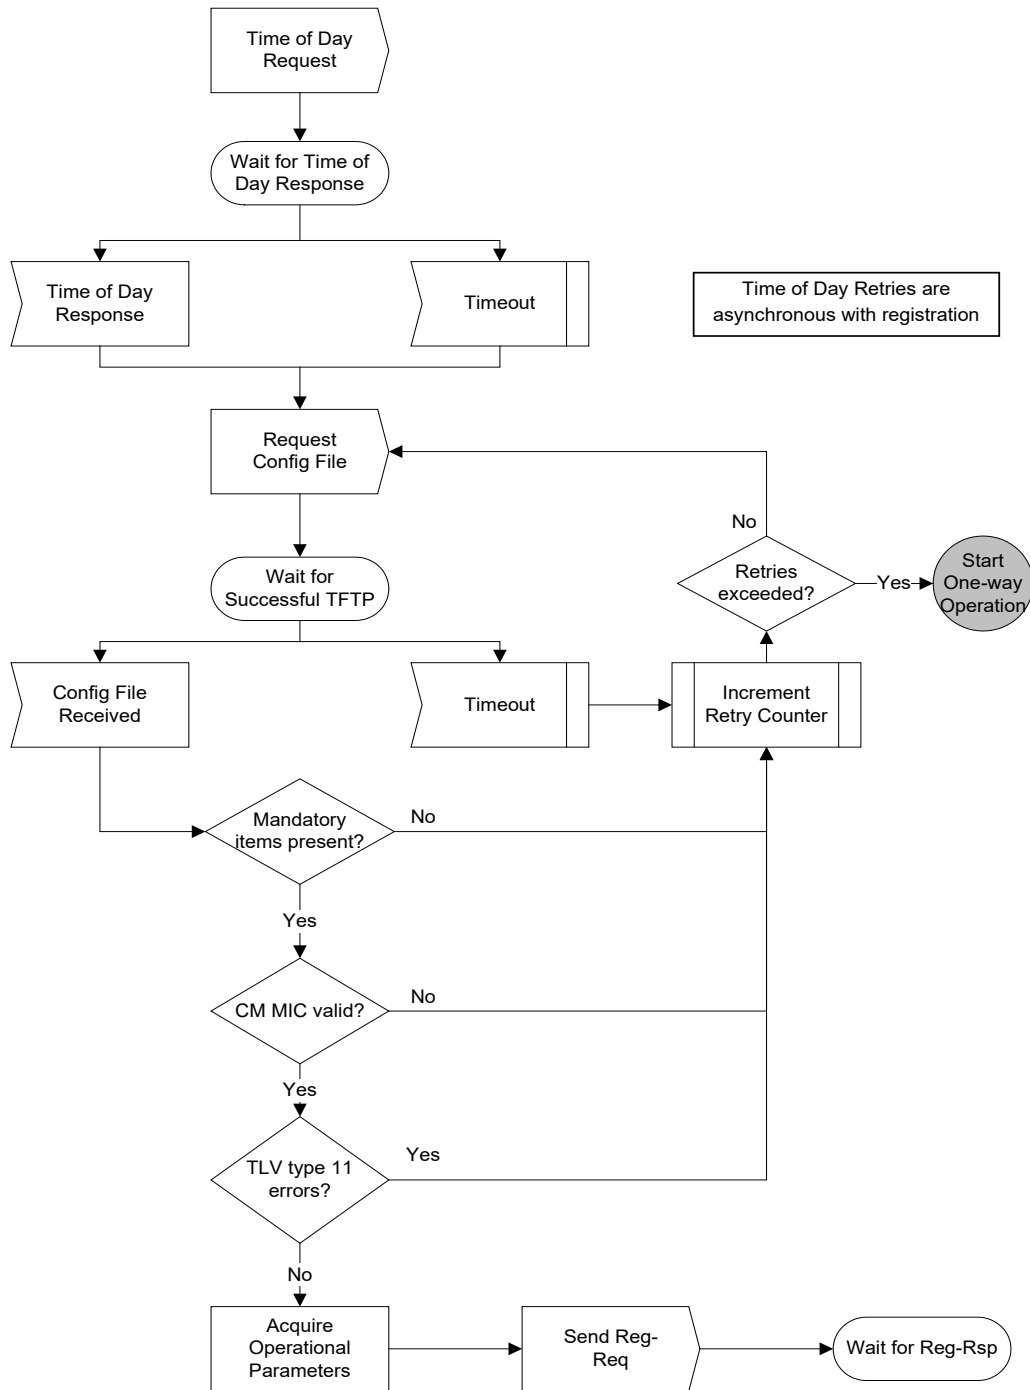 Time of Day
Request
Wait for Time of
Day Response
Time of Day
Response
Timeout
Time of Day Retries are
asynchronous with registration
Request
Config File
No
Retries
exceeded?
Yes
Start
One-way
Operation
Wait for
Successful TFTP
Config File
Received
Timeout
Increment
Retry Counter
Mandatory
items present?
No
Yes
CM MIC valid?
No
Yes
TLV type 11
errors?
Yes
No
Acquire
Operational
Parameters
Send Reg-
Req
Wait for Reg-Rsp